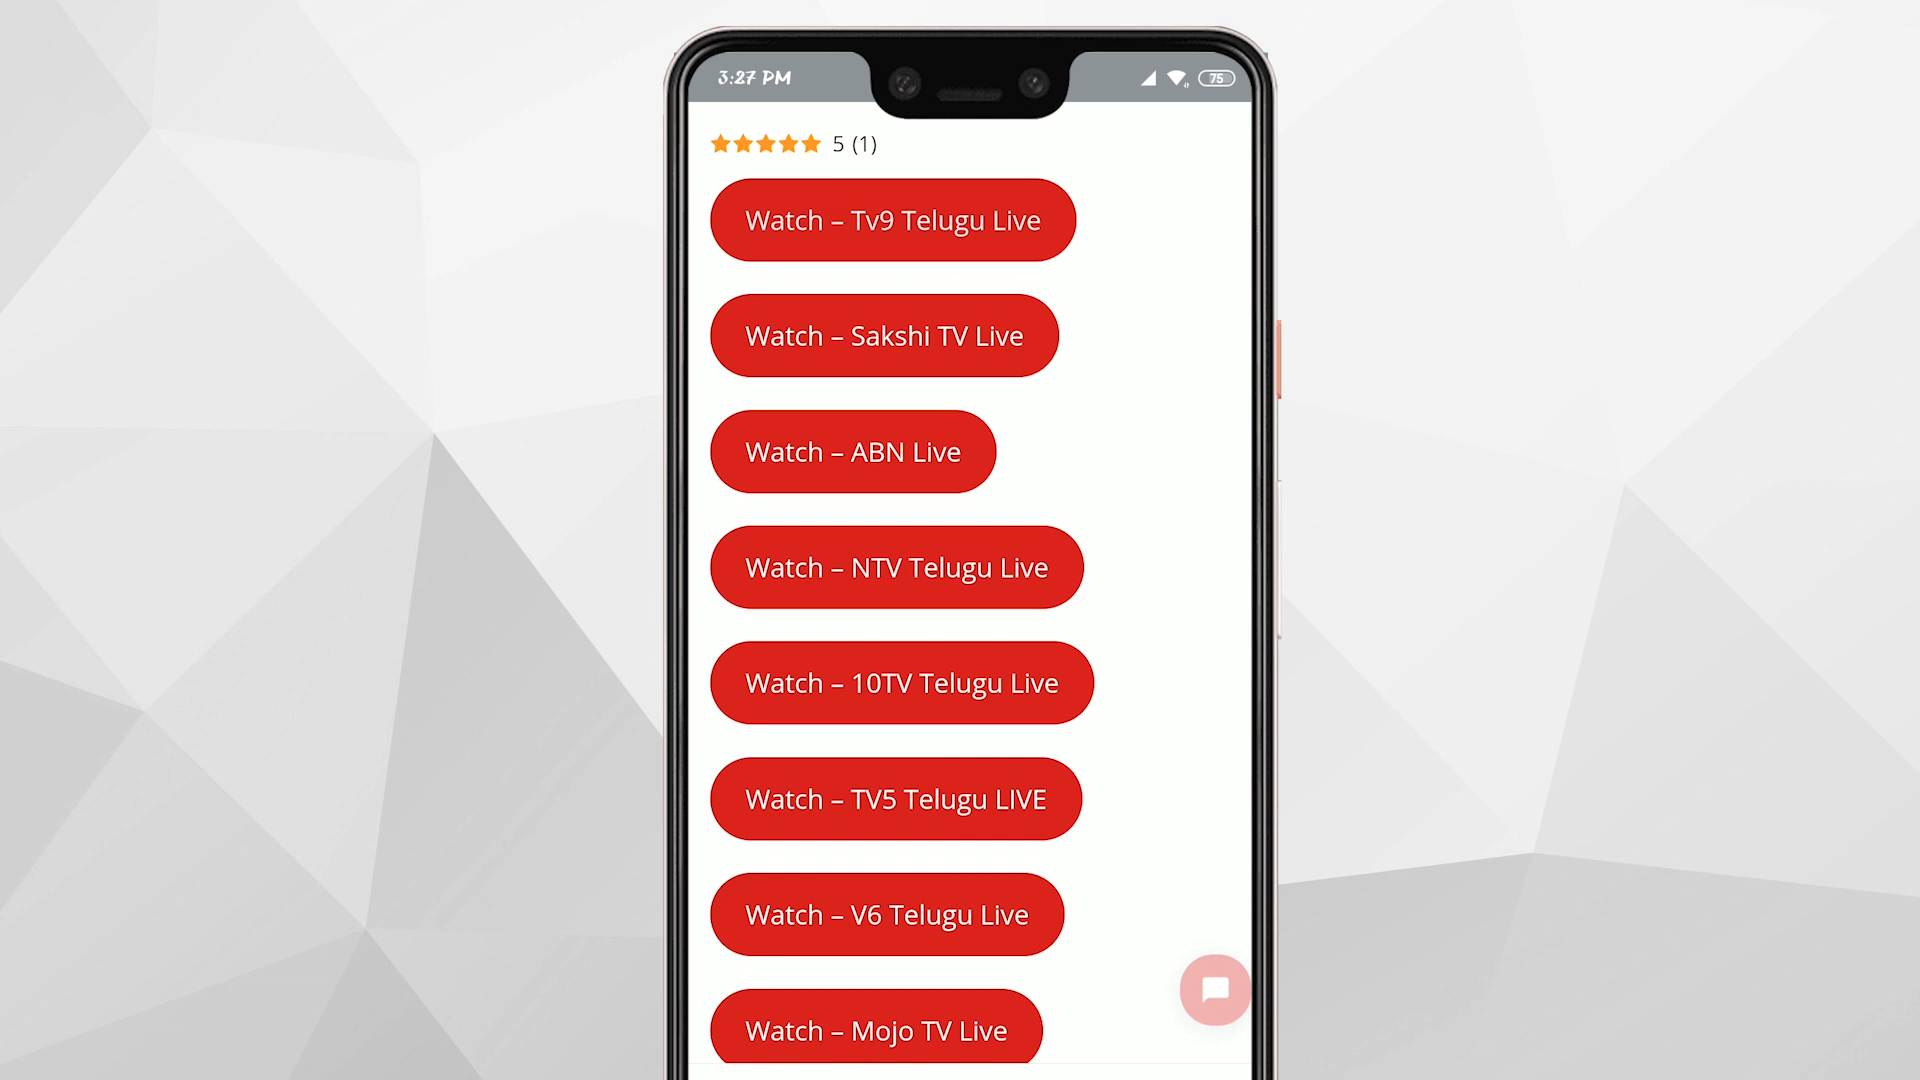 3:27 PM
75
5 (1)
Watch – Tv9 Telugu Live
Watch – Sakshi TV Live
Watch – ABN Live
Watch – NTV Telugu Live
Watch – 10TV Telugu Live
Watch – TV5 Telugu LIVE
Watch – V6 Telugu Live
Watch – Mojo TV Live